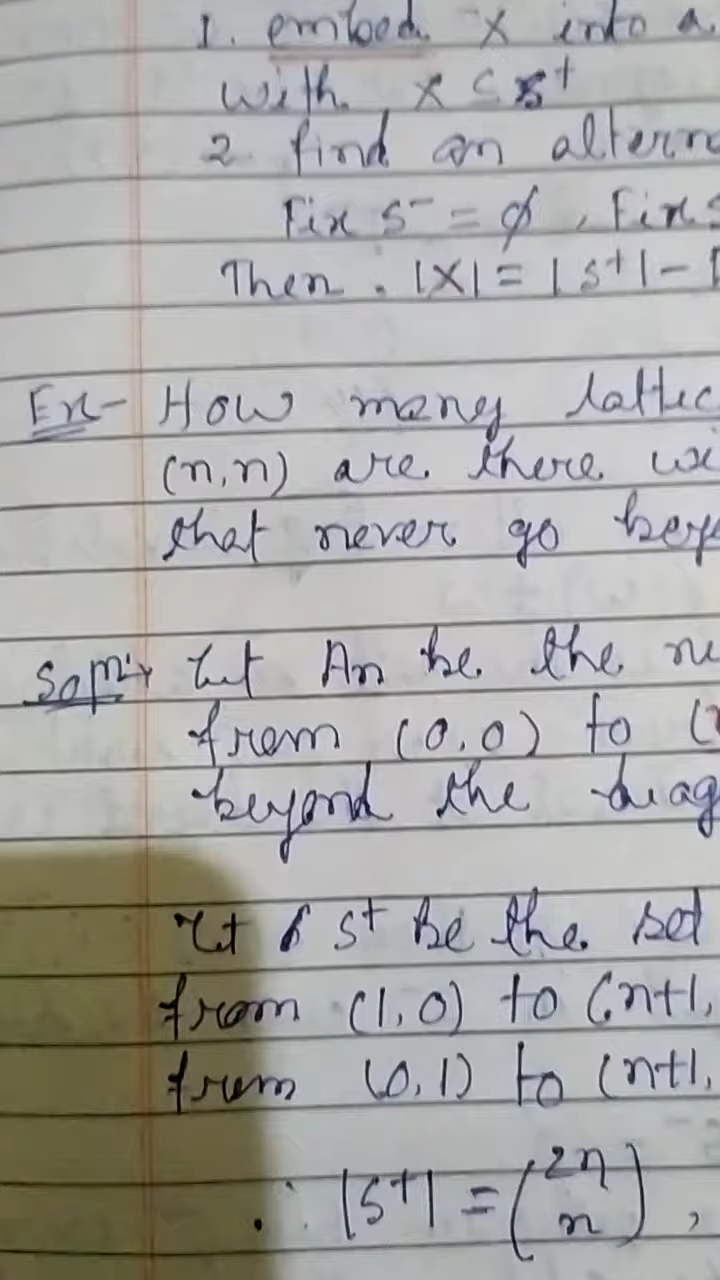 1. embed X into a
with X ⊆ S⁺
2. find an altern
Fix S⁻ = ϕ, Fix S
Then. |X| = |S⁺| - |
Ex- How many lattic
(n,n) are there wi
that never go bey
Solⁿ: Let An be the nu
from (0,0) to (
beyond the diag
Let S⁺ be the set
from (1,0) to (n+1,
from (0,1) to (n+1,
∴ |S⁺| = (2n n),